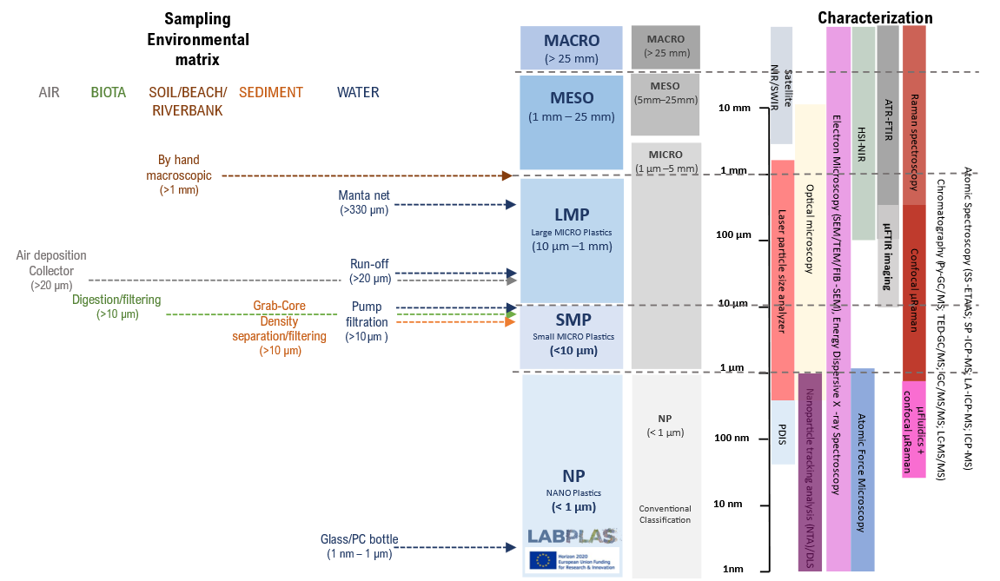 Sampling
Environmental
matrix
Characterization
AIR
BIOTA
SOIL/BEACH/
RIVERBANK
SEDIMENT
WATER
By hand
macroscopic
(>1 mm)
Manta net
(>330 µm)
Air deposition
Collector
(>20 µm)
Run-off
(>20 µm)
Digestion/filtering
(>10 µm)
Grab-Core
Density
separation/filtering
(>10 µm)
Pump
filtration
(>10µm )
Glass/PC bottle
(1 nm – 1 µm)
MACRO
(> 25 mm)
MESO
(1 mm – 25 mm)
LMP
Large MICRO Plastics
(10 µm –1 mm)
SMP
Small MICRO Plastics
(<10 µm)
NP
NANO Plastics
(< 1 µm)
LABPLAS
Horizon 2020
European Union Funding
for Research & Innovation
MACRO
(> 25 mm)
MESO
(5mm–25mm)
MICRO
(1 µm –5 mm)
NP
(< 1 µm)
Conventional
Classification
10 mm
1 mm
100 µm
10 µm
1 µm
100 nm
10 nm
1nm
Satellite
NIR/SWIR
Laser particle size analyzer
PDIS
Optical microscopy
Nanoparticle tracking analysis (NTA)/DLS
Electron Microscopy (SEM/TEM/FIB -SEM), Energy Dispersive X -ray Spectroscopy
HSI-NIR
Atomic Force Microscopy
ATR-FTIR
µFTIR imaging
Raman spectroscopy
Confocal µRaman
µFluidics +
confocal µRaman
Chromatography (Py-GC/MS; TED-GC/MS; GC/MS/MS; LC-MS/MS)
Atomic Spectroscopy (SS -ETAAS; SP -ICP-MS; LA -ICP-MS; ICP-MS)